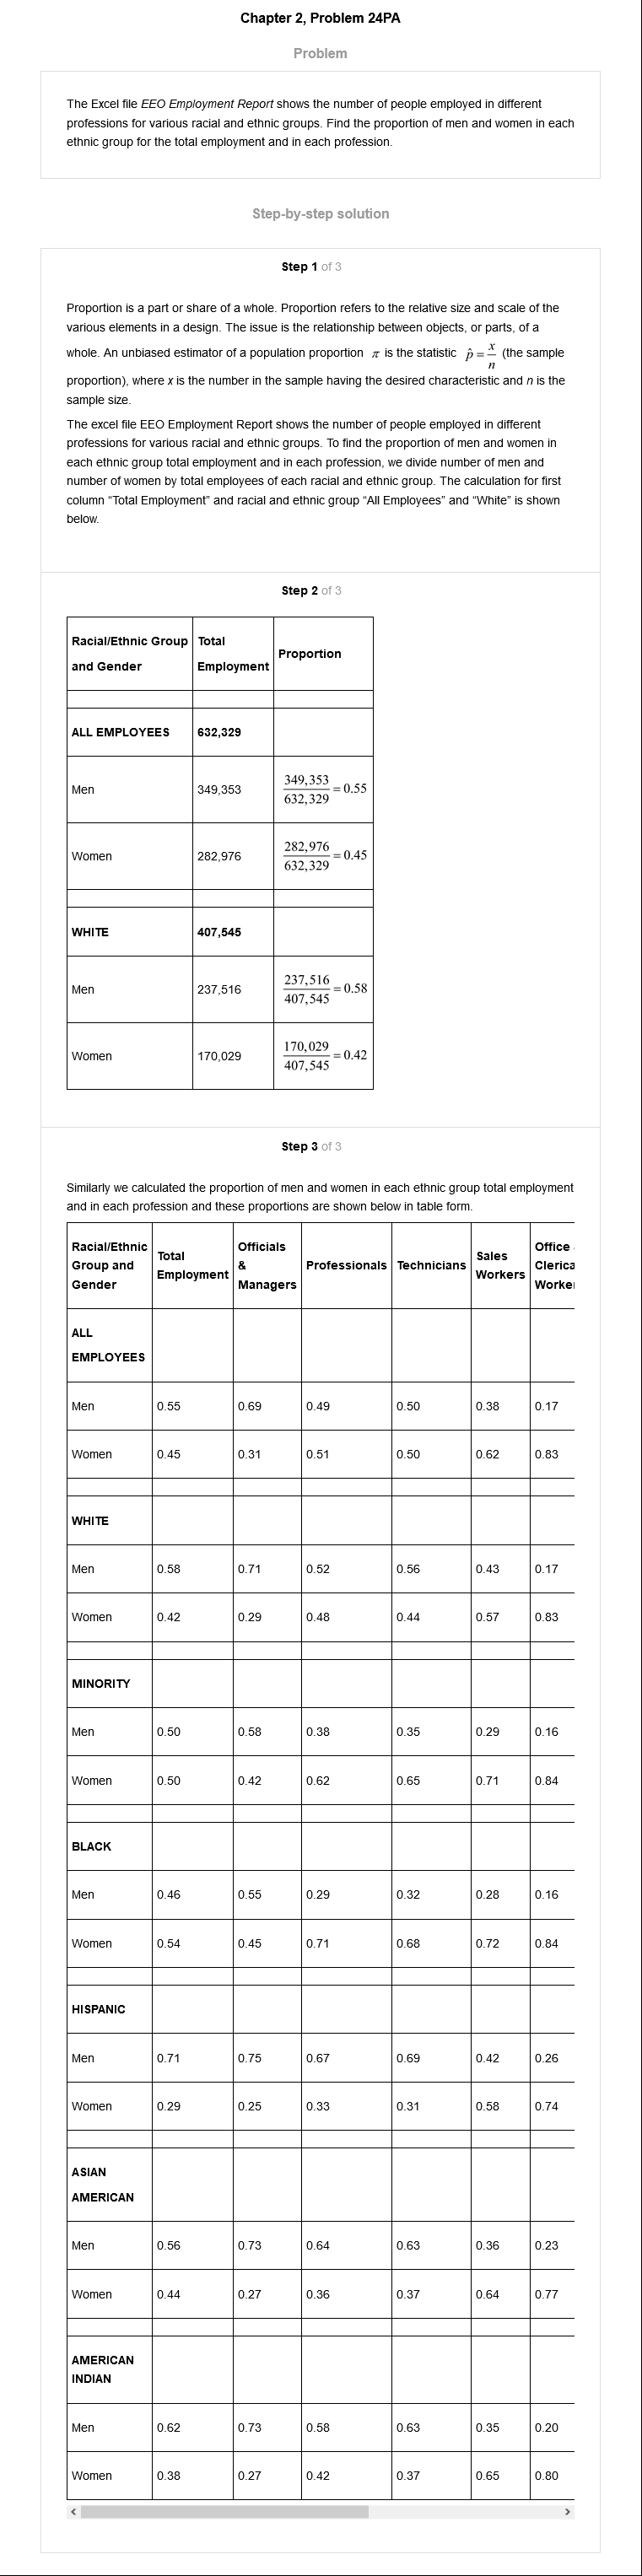 Chapter 2, Problem 24PA
Problem
The Excel file EEO Employment Report shows the number of people employed in different
professions for various racial and ethnic groups. Find the proportion of men and women in each
ethnic group for the total employment and in each profession.
Step-by-step solution
Step 1 of 3
Proportion is a part or share of a whole. Proportion refers to the relative size and scale of the
various elements in a design. The issue is the relationship between objects, or parts, of a
whole. An unbiased estimator of a population proportion π is the statistic p̂ = x/n (the sample
proportion), where x is the number in the sample having the desired characteristic and n is the
sample size.
The excel file EEO Employment Report shows the number of people employed in different
professions for various racial and ethnic groups. To find the proportion of men and women in
each ethnic group total employment and in each profession, we divide number of men and
number of women by total employees of each racial and ethnic group. The calculation for first
column “Total Employment” and racial and ethnic group “All Employees” and “White” is shown
below.
Step 2 of 3
Racial/Ethnic Group and Gender Total Employment Proportion
ALL EMPLOYEES 632,329
Men 349,353 349,353/632,329 = 0.55
Women 282,976 282,976/632,329 = 0.45
WHITE 407,545
Men 237,516 237,516/407,545 = 0.58
Women 170,029 170,029/407,545 = 0.42
Step 3 of 3
Similarly we calculated the proportion of men and women in each ethnic group total employment
and in each profession and these proportions are shown below in table form.
Racial/Ethnic Group and Gender Total Employment Officials & Managers Professionals Technicians Sales Workers Office Clerica Worke
ALL EMPLOYEES
Men 0.55 0.69 0.49 0.50 0.38 0.17
Women 0.45 0.31 0.51 0.50 0.62 0.83
WHITE
Men 0.58 0.71 0.52 0.56 0.43 0.17
Women 0.42 0.29 0.48 0.44 0.57 0.83
MINORITY
Men 0.50 0.58 0.38 0.35 0.29 0.16
Women 0.50 0.42 0.62 0.65 0.71 0.84
BLACK
Men 0.46 0.55 0.29 0.32 0.28 0.16
Women 0.54 0.45 0.71 0.68 0.72 0.84
HISPANIC
Men 0.71 0.75 0.67 0.69 0.42 0.26
Women 0.29 0.25 0.33 0.31 0.58 0.74
ASIAN AMERICAN
Men 0.56 0.73 0.64 0.63 0.36 0.23
Women 0.44 0.27 0.36 0.37 0.64 0.77
AMERICAN INDIAN
Men 0.62 0.73 0.58 0.63 0.35 0.20
Women 0.38 0.27 0.42 0.37 0.65 0.80